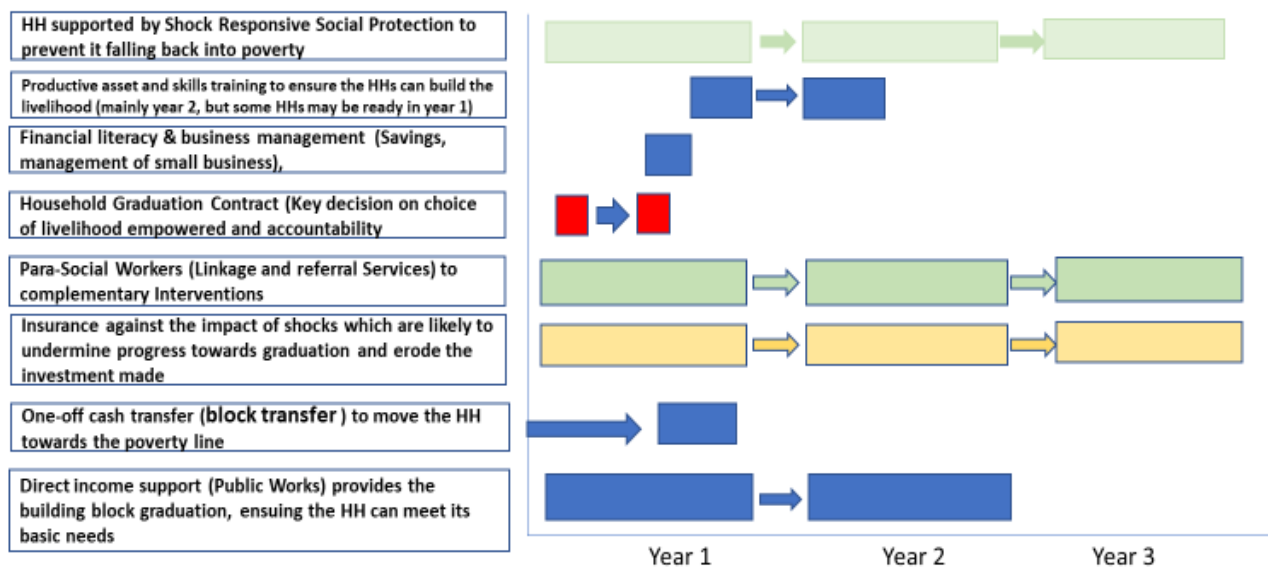 HH supported by Shock Responsive Social Protection to
prevent it falling back into poverty
Productive asset and skills training to ensure the HHs can build the
livelihood (mainly year 2, but some HHs may be ready in year 1)
Financial literacy & business management (Savings,
management of small business),
Household Graduation Contract (Key decision on choice
of livelihood empowered and accountability
Para-Social Workers (Linkage and referral Services) to
complementary Interventions
Insurance against the impact of shocks which are likely to
undermine progress towards graduation and erode the
investment made
One-off cash transfer (block transfer ) to move the HH
towards the poverty line
Direct income support (Public Works) provides the
building block graduation, ensuing the HH can meet its
basic needs
Year 1
Year 2
Year 3